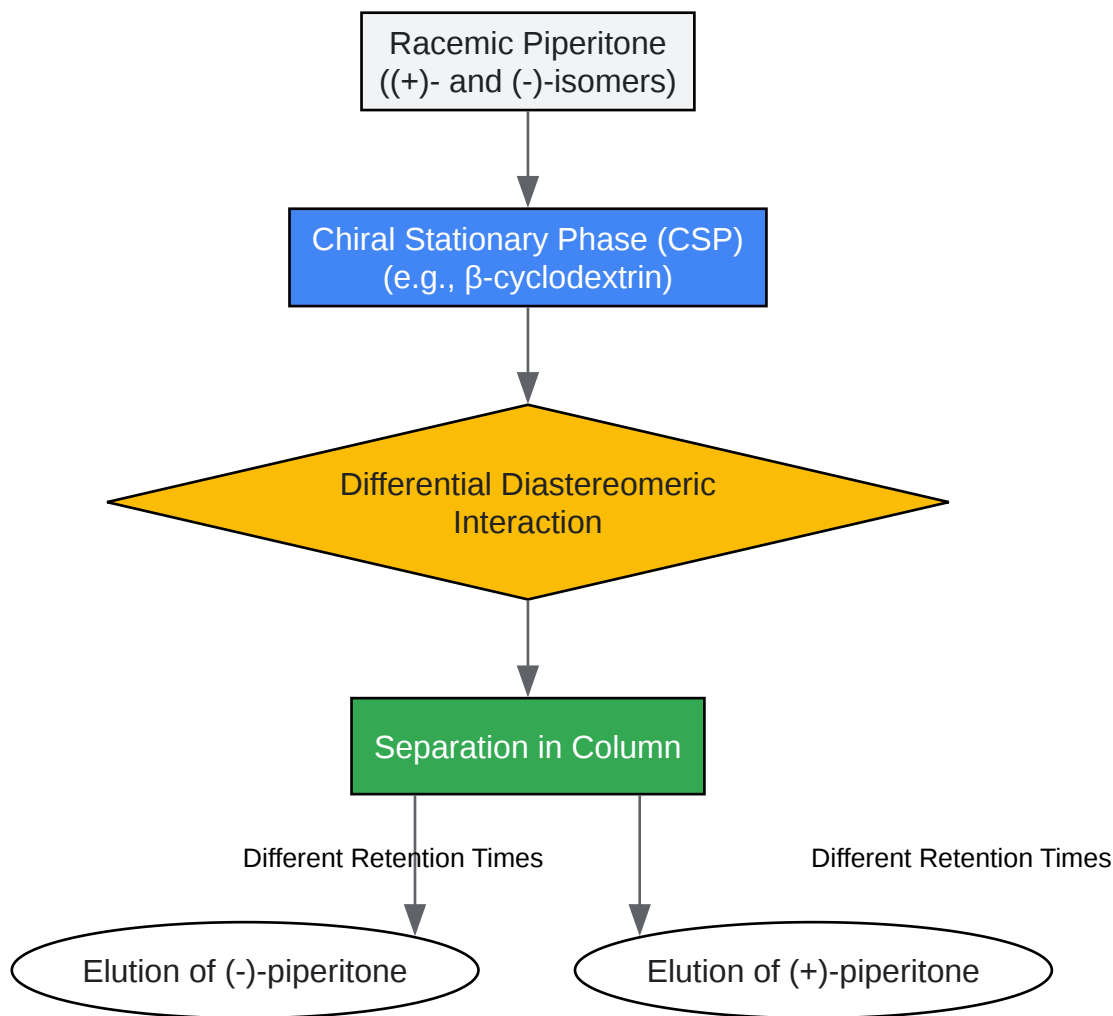 Racemic Piperitone
((+)- and (-)-isomers)
Chiral Stationary Phase (CSP)
(e.g., β-cyclodextrin)
Differential Diastereomeric
Interaction
Separation in Column
Different Retention Times
Different Retention Times
Elution of (-)-piperitone
Elution of (+)-piperitone